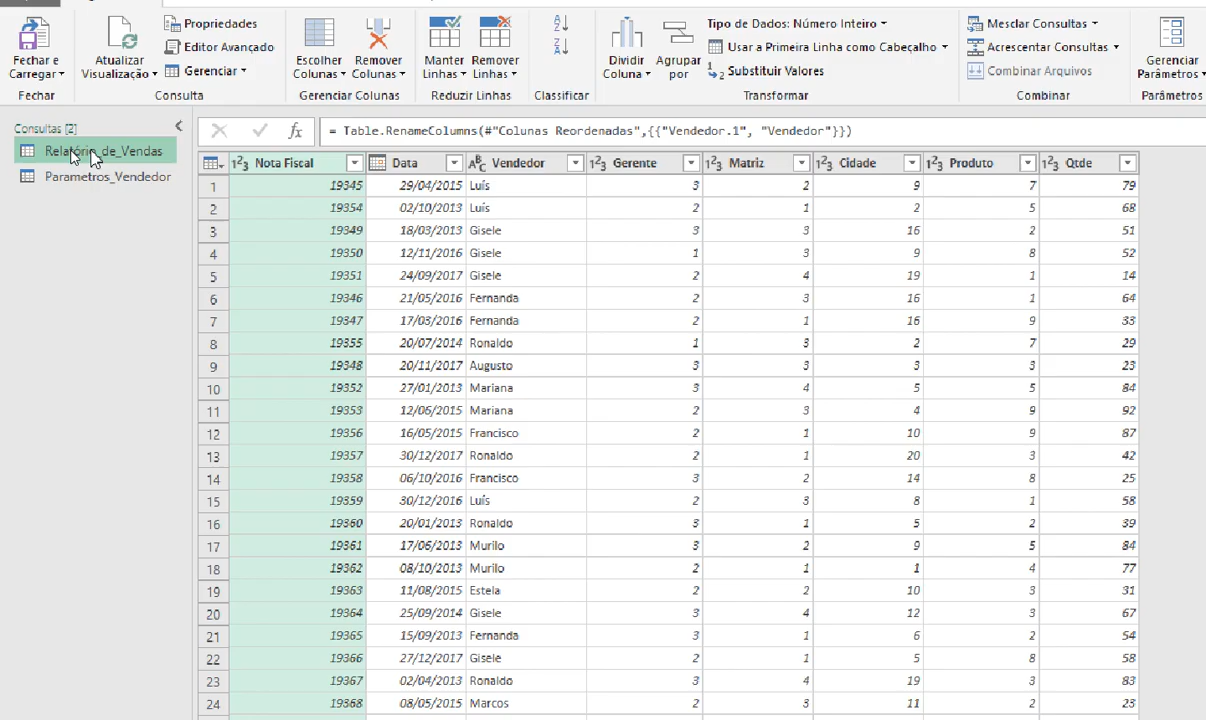 Propriedades
Editor Avançado
Gerenciar
Fechar e
Carregar
Atualizar
Visualização
Escolher
Colunas
Remover
Colunas
Manter
Linhas
Remover
Linhas
Dividir
Coluna
Agrupar
por
Tipo de Dados: Número Inteiro
Usar a Primeira Linha como Cabeçalho
Substituir Valores
Mesclar Consultas
Acrescentar Consultas
Combinar Arquivos
Gerenciar
Parâmetros
Fechar
Consulta
Gerenciar Colunas
Reduzir Linhas
Classificar
Transformar
Combinar
Parâmetros
Consultas [2]
Relatório_de_Vendas
Parametros_Vendedor
fx
= Table.RenameColumns(#"Colunas Reordenadas",{{"Vendedor.1", "Vendedor"}})
Nota Fiscal Data Vendedor Gerente Matriz Cidade Produto Qtde
1 19345 29/04/2015 Luís 3 2 9 7 79
2 19354 02/10/2013 Luís 2 1 2 5 68
3 19349 18/03/2013 Gisele 3 3 16 2 51
4 19350 12/11/2016 Gisele 1 3 9 8 52
5 19351 24/09/2017 Gisele 2 4 19 1 14
6 19346 21/05/2016 Fernanda 2 3 16 1 64
7 19347 17/03/2016 Fernanda 2 1 16 9 33
8 19355 20/07/2014 Ronaldo 1 3 2 7 29
9 19348 20/11/2017 Augusto 3 3 3 3 23
10 19352 27/01/2013 Mariana 3 4 5 5 84
11 19353 12/06/2015 Mariana 2 3 4 9 92
12 19356 16/05/2015 Francisco 2 1 10 9 87
13 19357 30/12/2017 Ronaldo 2 1 20 3 42
14 19358 06/10/2016 Francisco 3 2 14 8 25
15 19359 30/12/2016 Luís 2 3 8 1 58
16 19360 20/01/2013 Ronaldo 3 1 5 2 39
17 19361 17/06/2013 Murilo 3 2 9 5 84
18 19362 08/10/2013 Murilo 2 1 1 4 77
19 19363 11/08/2015 Estela 2 2 10 3 31
20 19364 25/09/2014 Gisele 3 4 12 3 67
21 19365 15/09/2013 Fernanda 3 1 6 2 54
22 19366 27/12/2017 Gisele 2 1 5 8 58
23 19367 02/04/2013 Ronaldo 3 4 19 3 83
24 19368 08/05/2015 Marcos 2 3 11 2 23